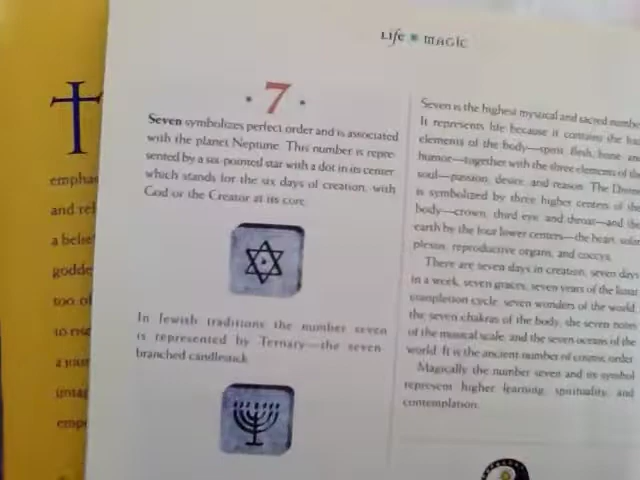 Life • MAGIC
• 7 •
Seven symbolizes perfect order and is associated
with the planet Neptune. This number is repre-
sented by a six-pointed star with a dot in its center
which stands for the six days of creation, with
God or the Creator at its core.
In Jewish traditions the number seven
is represented by Ternary—the seven
branched candlestick.
Seven is the highest mystical and sacred number
It represents life because it contains the
elements of the body—spirit, flesh, bone and
humor—together with the three elements of the
soul—passion, desire, and reason. The
is symbolized by three higher centers of the
body—crown, third eye, and throat—and the
earth by the four lower centers—the heart, solar
plexus, reproductive organs, and coccyx.
There are seven days in creation, seven days
in a week, seven graces, seven years of the lunar
completion cycle, seven wonders of the world,
the seven chakras of the body, the seven notes
of the musical scale, and the seven oceans of the
world. It is the ancient number of cosmic order
Magically the number seven and its symbol
represent higher learning, spirituality, and
contemplation.
emphas
and rel
a belie
godde
too of
to rise
a jour
imag
emp